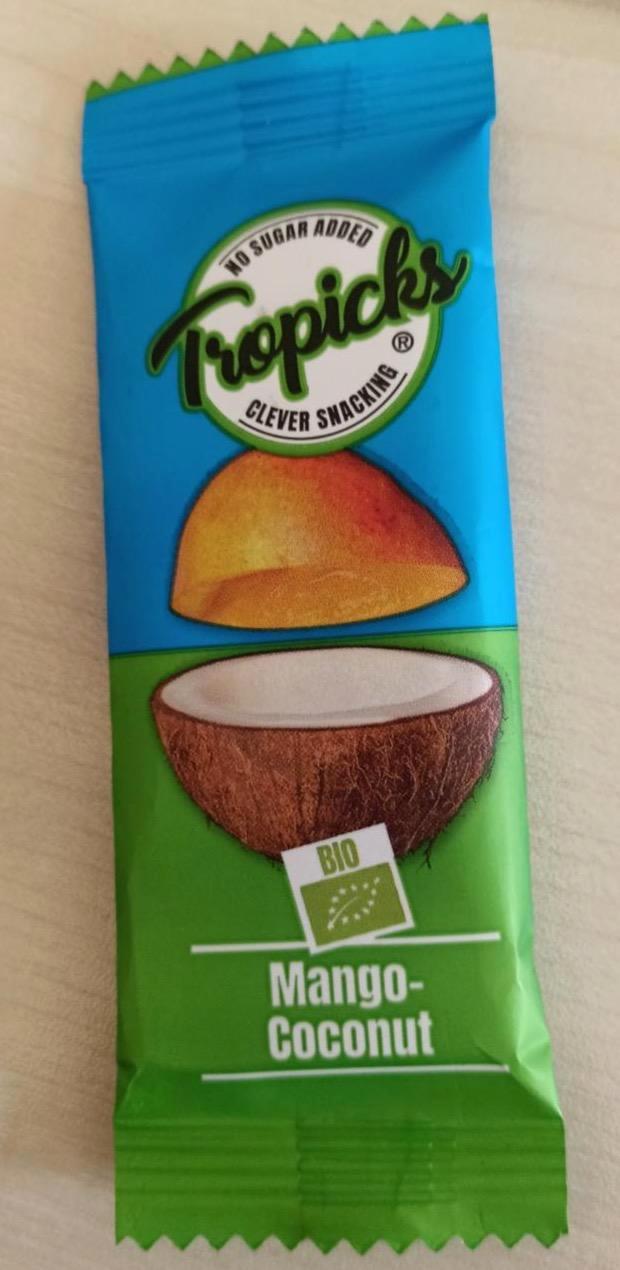 NO SUGAR ADDED
Tropicks
®
CLEVER SNACKING
BIO
Mango-
Coconut